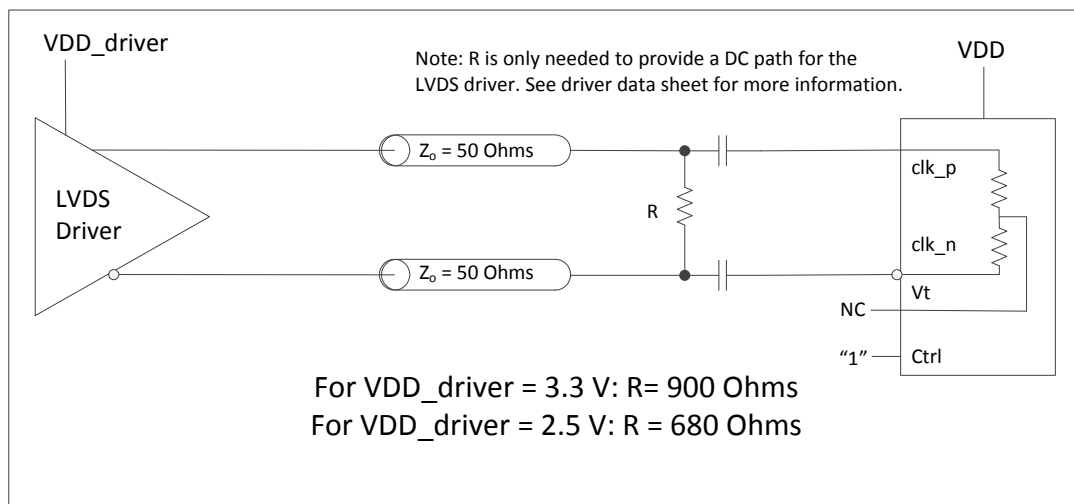 VDD_driver
Note: R is only needed to provide a DC path for the
LVDS driver. See driver data sheet for more information.
VDD
Zo = 50 Ohms
clk_p
LVDS
Driver
R
clk_n
Zo = 50 Ohms
Vt
NC
“1”
Ctrl
For VDD_driver = 3.3 V: R= 900 Ohms
For VDD_driver = 2.5 V: R = 680 Ohms